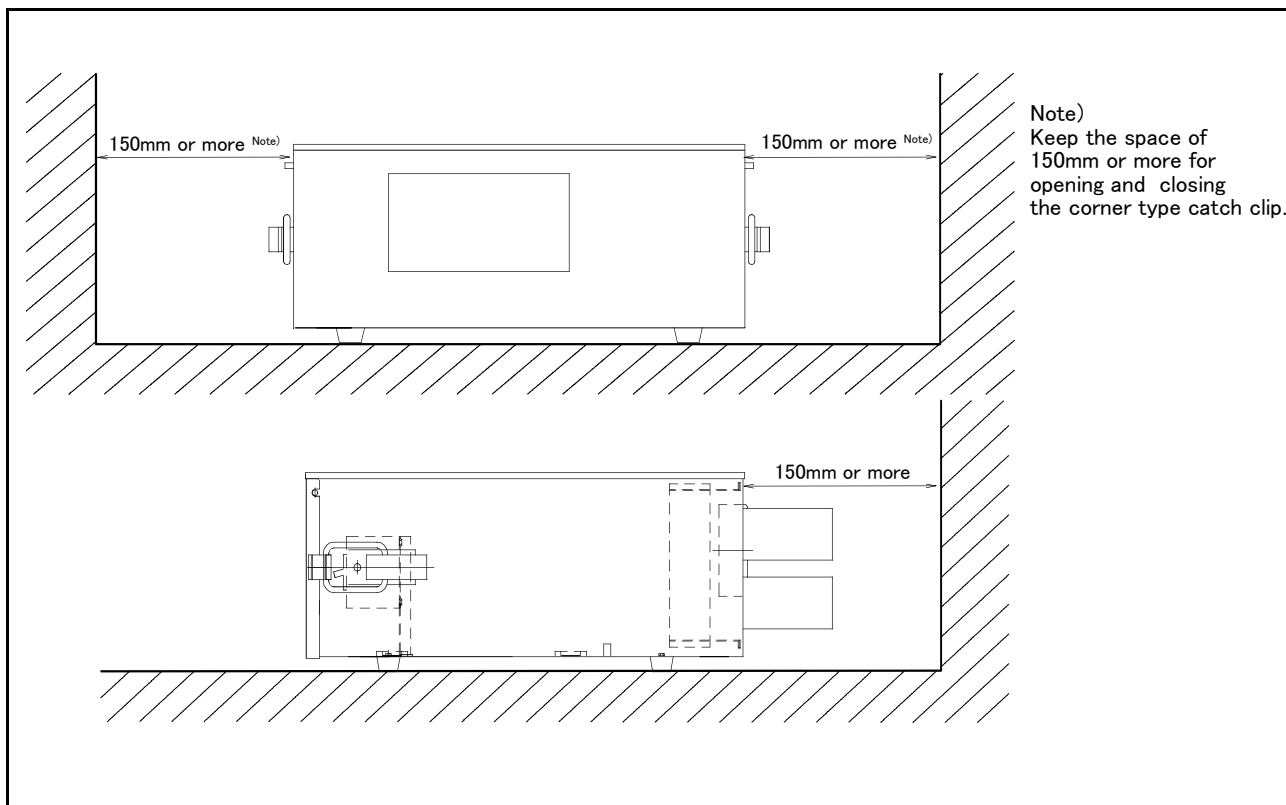 150mm or more Note)
150mm or more Note)
Note)
Keep the space of
150mm or more for
opening and closing
the corner type catch clip.
150mm or more